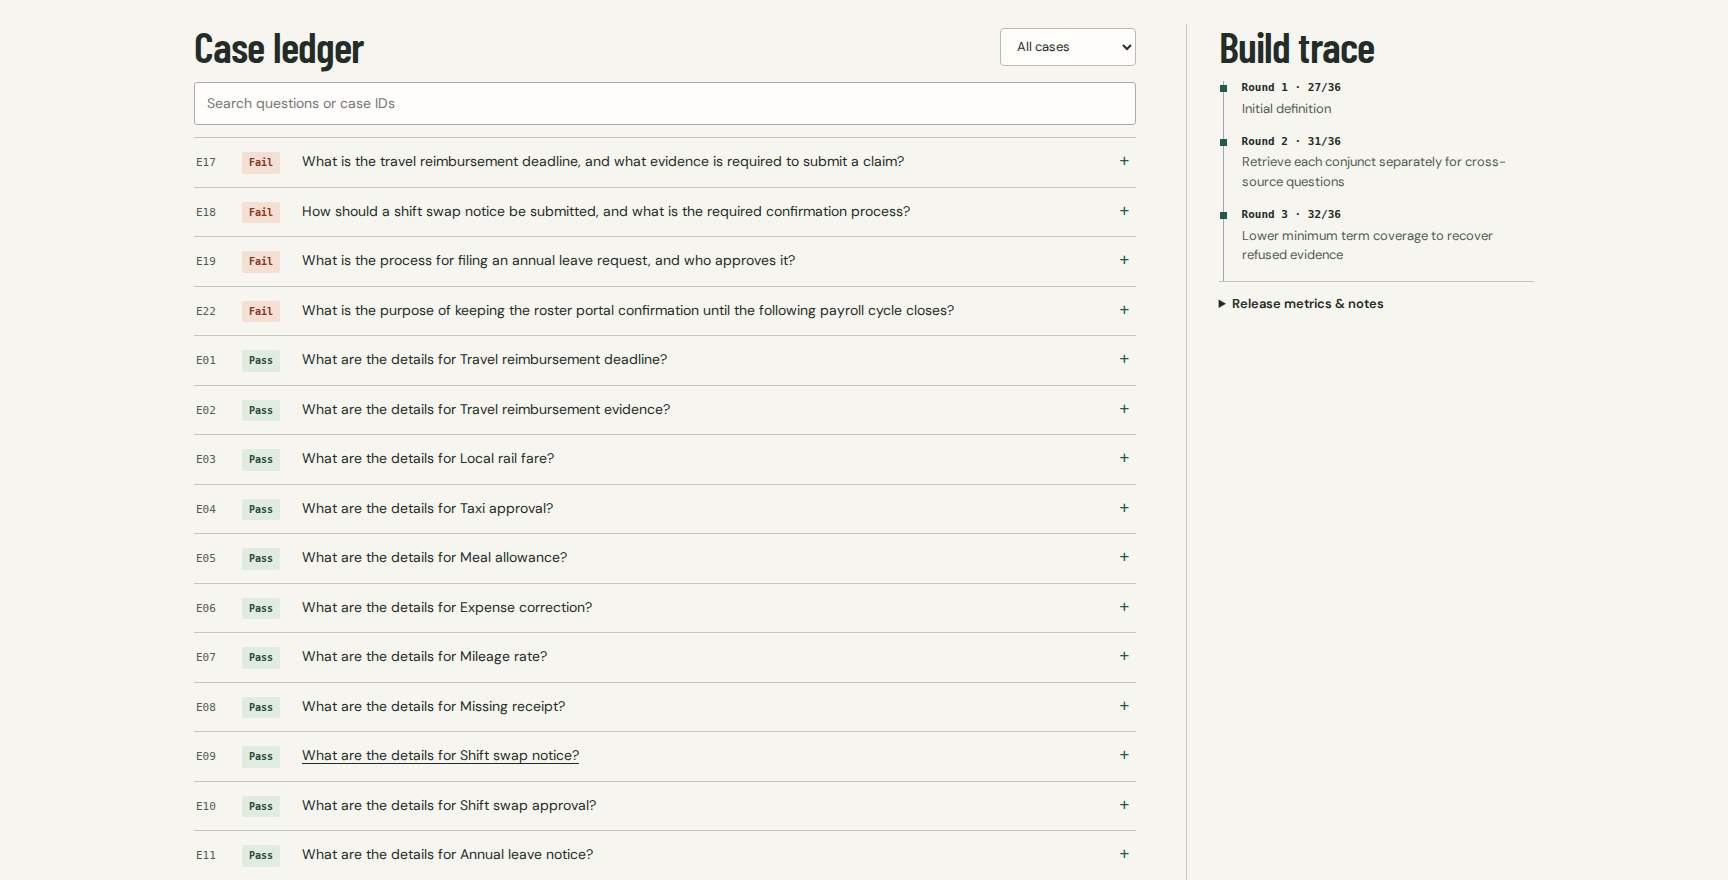 Case ledger
All cases
Search questions or case IDs
E17 Fail What is the travel reimbursement deadline, and what evidence is required to submit a claim? +
E18 Fail How should a shift swap notice be submitted, and what is the required confirmation process? +
E19 Fail What is the process for filing an annual leave request, and who approves it? +
E22 Fail What is the purpose of keeping the roster portal confirmation until the following payroll cycle closes? +
E01 Pass What are the details for Travel reimbursement deadline? +
E02 Pass What are the details for Travel reimbursement evidence? +
E03 Pass What are the details for Local rail fare? +
E04 Pass What are the details for Taxi approval? +
E05 Pass What are the details for Meal allowance? +
E06 Pass What are the details for Expense correction? +
E07 Pass What are the details for Mileage rate? +
E08 Pass What are the details for Missing receipt? +
E09 Pass What are the details for Shift swap notice? +
E10 Pass What are the details for Shift swap approval? +
E11 Pass What are the details for Annual leave notice? +
Build trace
Round 1 · 27/36
Initial definition
Round 2 · 31/36
Retrieve each conjunct separately for cross-
source questions
Round 3 · 32/36
Lower minimum term coverage to recover
refused evidence
Release metrics & notes